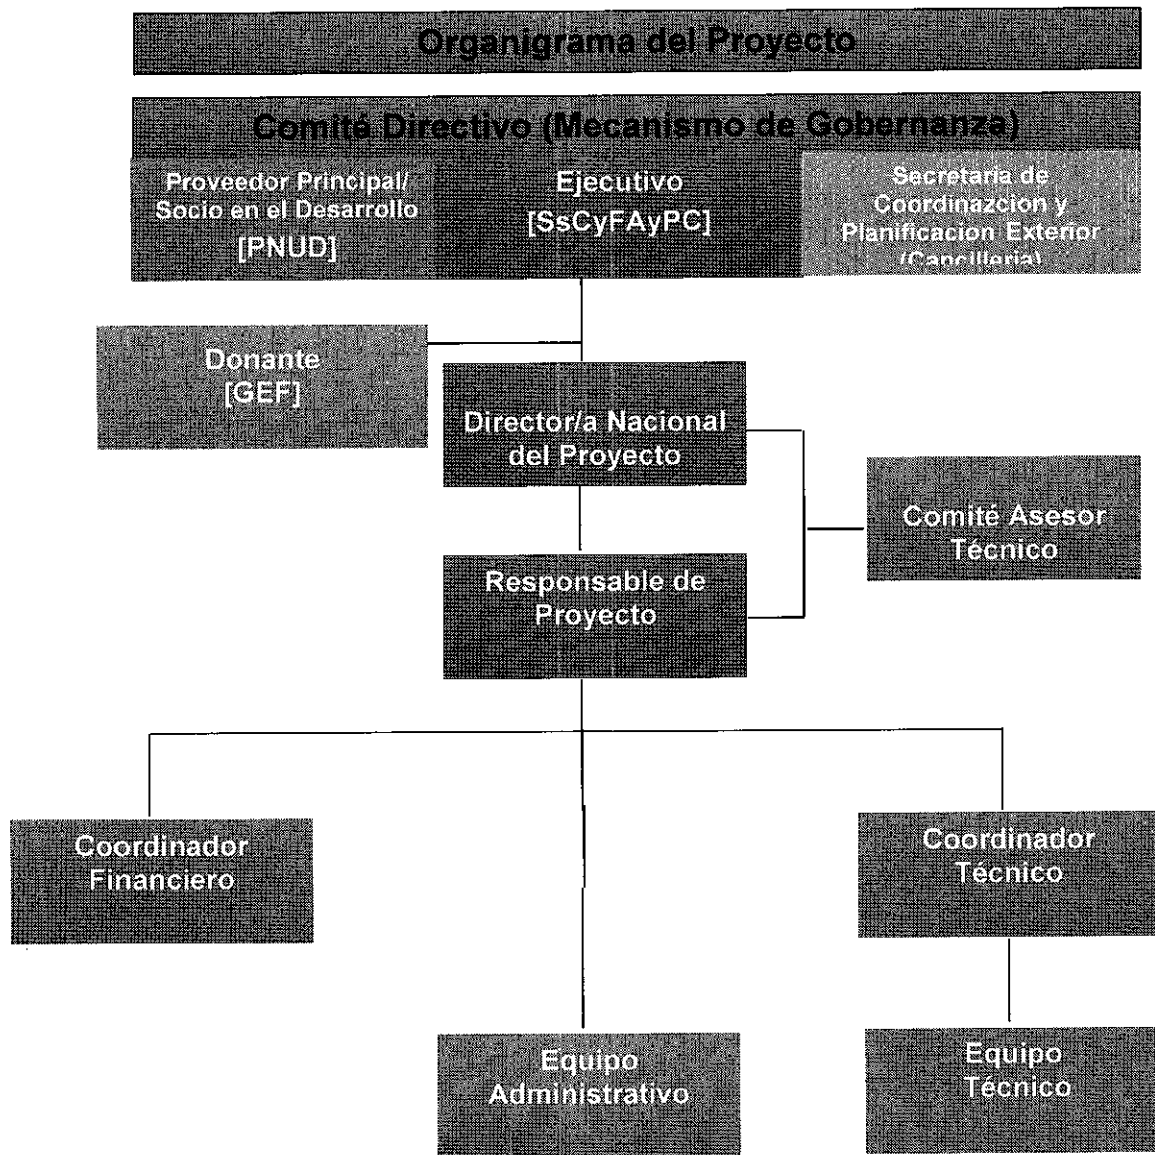 Organigrama del Proyecto
Comité Directivo (Mecanismo de Gobernanza)
Proveedor Principal/
Socio en el Desarrollo
[PNUD]
Ejecutivo
[SsCyFAyPC]
Secretaria de
Coordinazcion y
Planificacion Exterior
(Cancilleria)
Donante
[GEF]
Director/a Nacional
del Proyecto
Comité Asesor
Técnico
Responsable de
Proyecto
Coordinador
Financiero
Coordinador
Técnico
Equipo
Administrativo
Equipo
Técnico